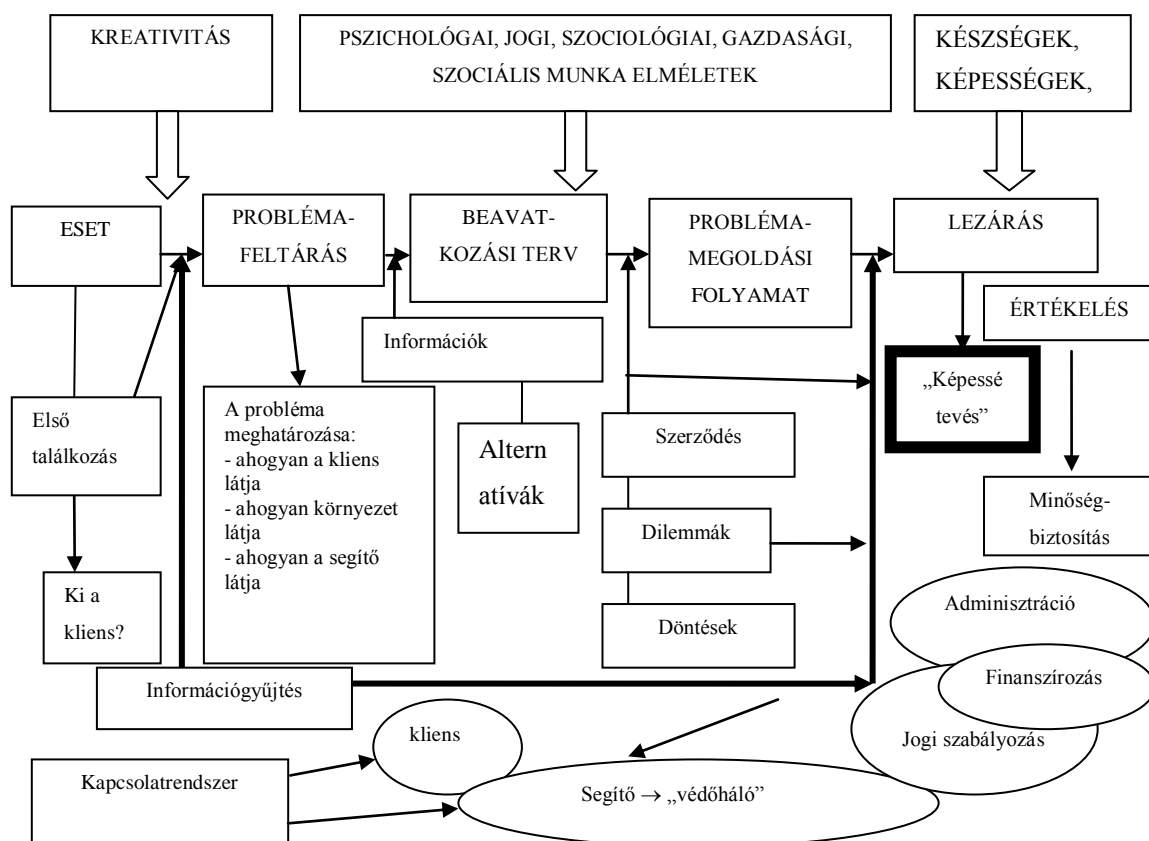 KREATIVITÁS
PSZICHOLÓGAI, JOGI, SZOCIOLÓGIAI, GAZDASÁGI,
SZOCIÁLIS MUNKA ELMÉLETEK
KÉSZSÉGEK,
KÉPESSÉGEK,
ESET
PROBLÉMA-
FELTÁRÁS
BEAVAT-
KOZÁSI TERV
PROBLÉMA-
MEGOLDÁSI
FOLYAMAT
LEZÁRÁS
ÉRTÉKELÉS
Információk
„Képessé
tevés”
Első
találkozás
A probléma
meghatározása:
- ahogyan a kliens
látja
- ahogyan környezet
látja
- ahogyan a segítő
látja
Altern
atívák
Szerződés
Dilemmák
Döntések
Minőség-
biztosítás
Ki a
kliens?
Információgyűjtés
Adminisztráció
Finanszírozás
Jogi szabályozás
kliens
Kapcsolatrendszer
Segítő → „védőháló”